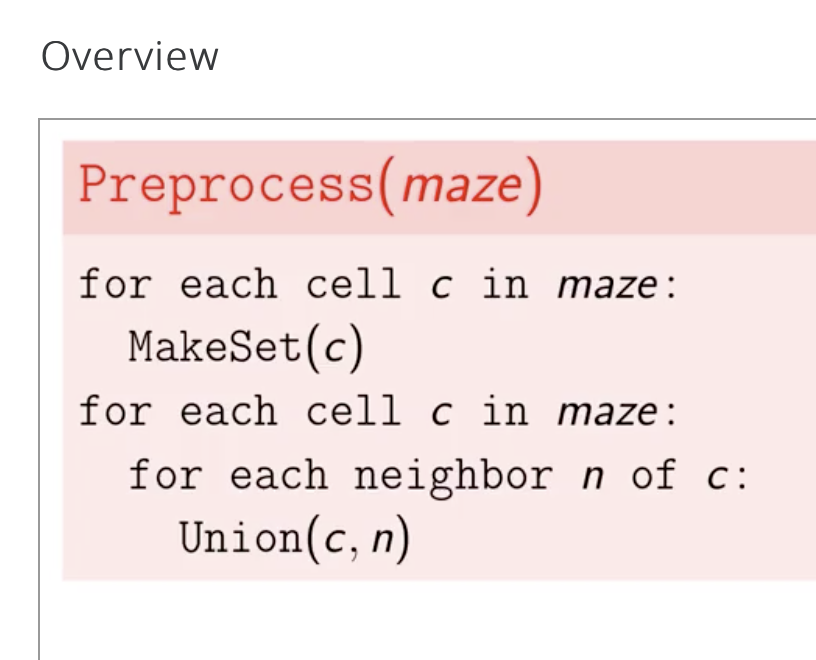 Overview
Preprocess(maze)
for each cell c in maze:
MakeSet(c)
for each cell c in maze:
for each neighbor n of c:
Union(c, n)